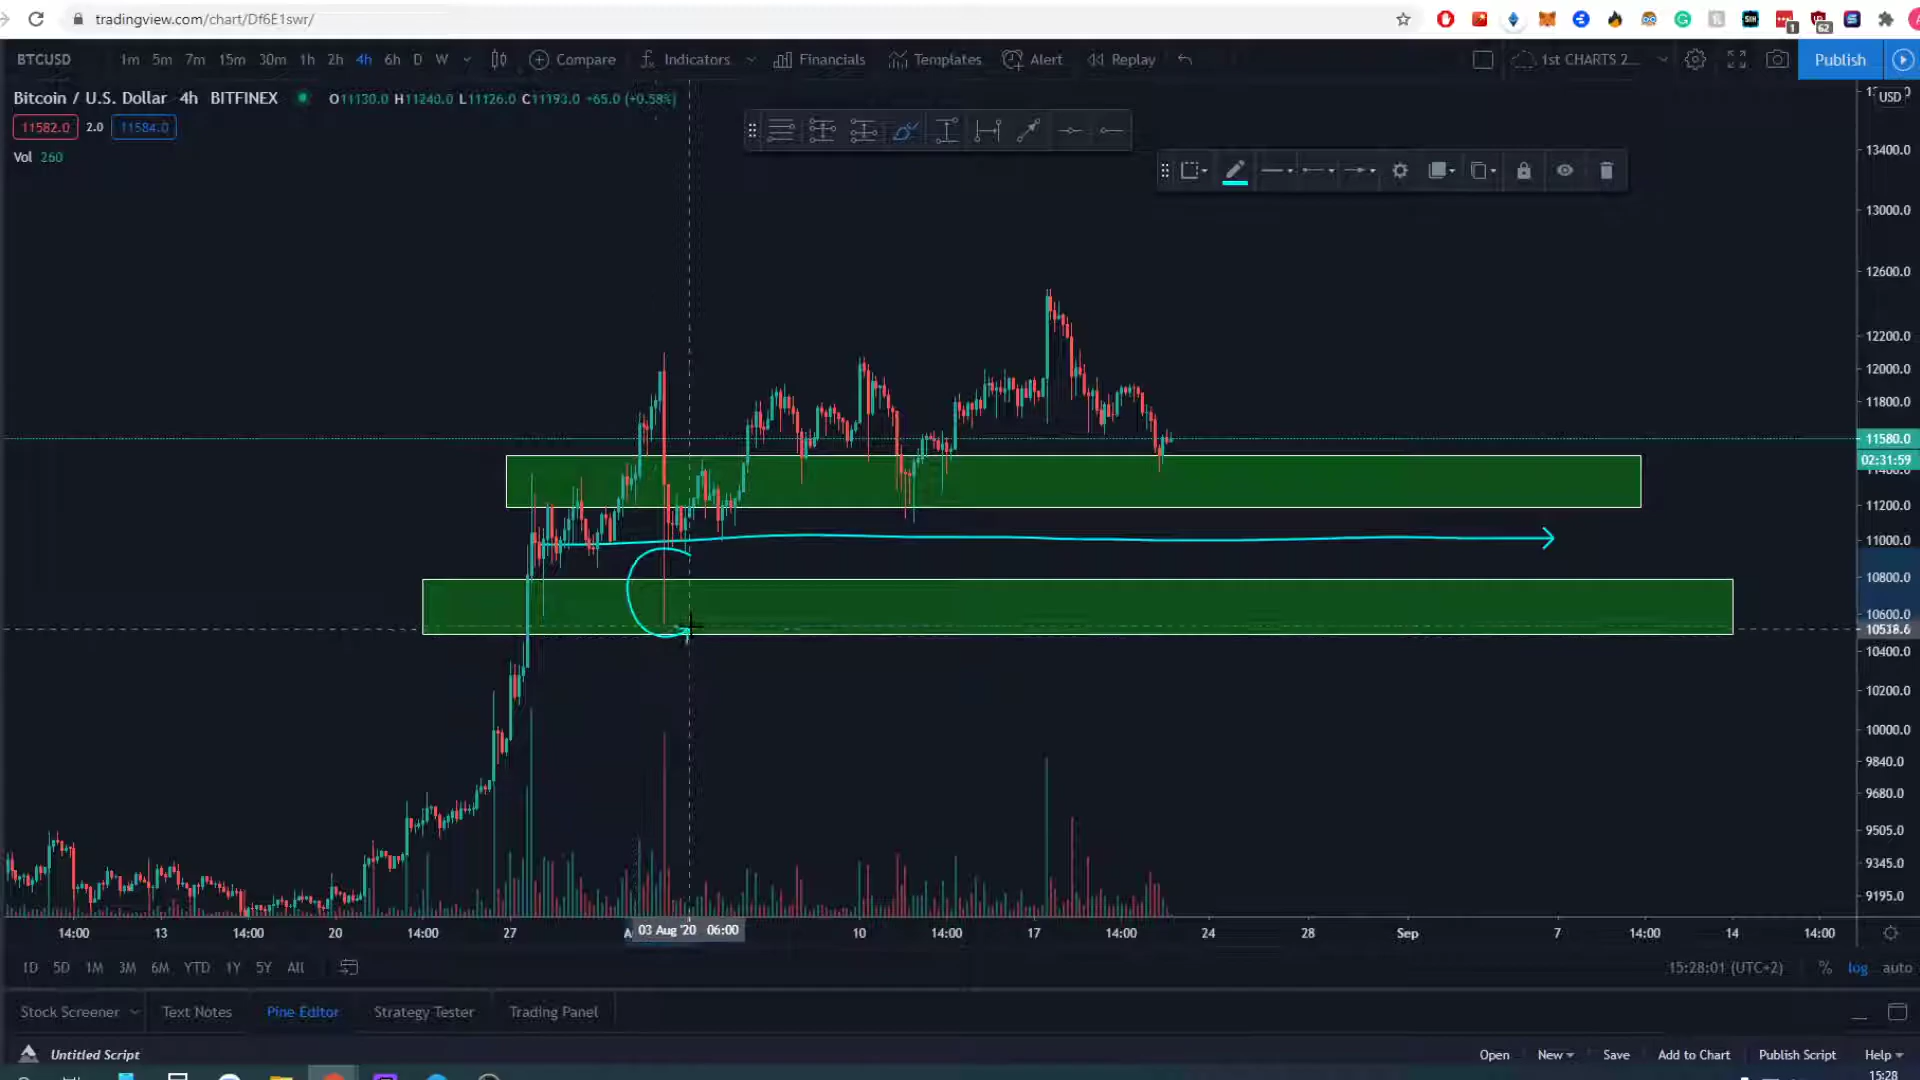 tradingview.com/chart/Df6E1swr/
BTCUSD 1m 5m 7m 15m 30m 1h 2h 4h 6h D W Compare Indicators Financials Templates Alert Replay 1st CHARTS 2... Publish
Bitcoin / U.S. Dollar 4h BITFINEX O11130.0 H11240.0 L11126.0 C11193.0 +65.0 (+0.58%)
11582.0 2.0 11584.0
Vol 260
USD
13400.0
13000.0
12600.0
12200.0
12000.0
11800.0
11580.0
02:31:59
11200.0
11000.0
10800.0
10600.0
10538.6
10400.0
10200.0
10000.0
9840.0
9680.0
9505.0
9345.0
9195.0
14:00 13 14:00 20 14:00 27 03 Aug '20 06:00 10 14:00 17 14:00 24 28 Sep 7 14:00 14 14:00
1D 5D 1M 3M 6M YTD 1Y 5Y All 15:28:01 (UTC+2) % log auto
Stock Screener Text Notes Pine Editor Strategy Tester Trading Panel
Untitled Script Open New Save Add to Chart Publish Script Help
15:28